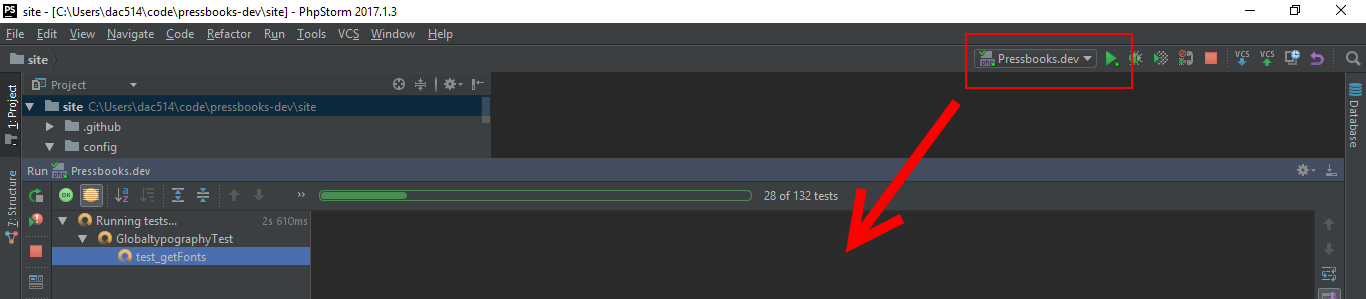 PS site - [C:\Users\dac514\code\pressbooks-dev\site] - PhpStorm 2017.1.3
File Edit View Navigate Code Refactor Run Tools VCS Window Help
site
Pressbooks.dev
VCS VCS
1: Project
Project
site C:\Users\dac514\code\pressbooks-dev\site
.github
config
Database
Run php Pressbooks.dev
7: Structure
OK
a
z
»
28 of 132 tests
Running tests... 2s 610ms
GlobaltypographyTest
test_getFonts